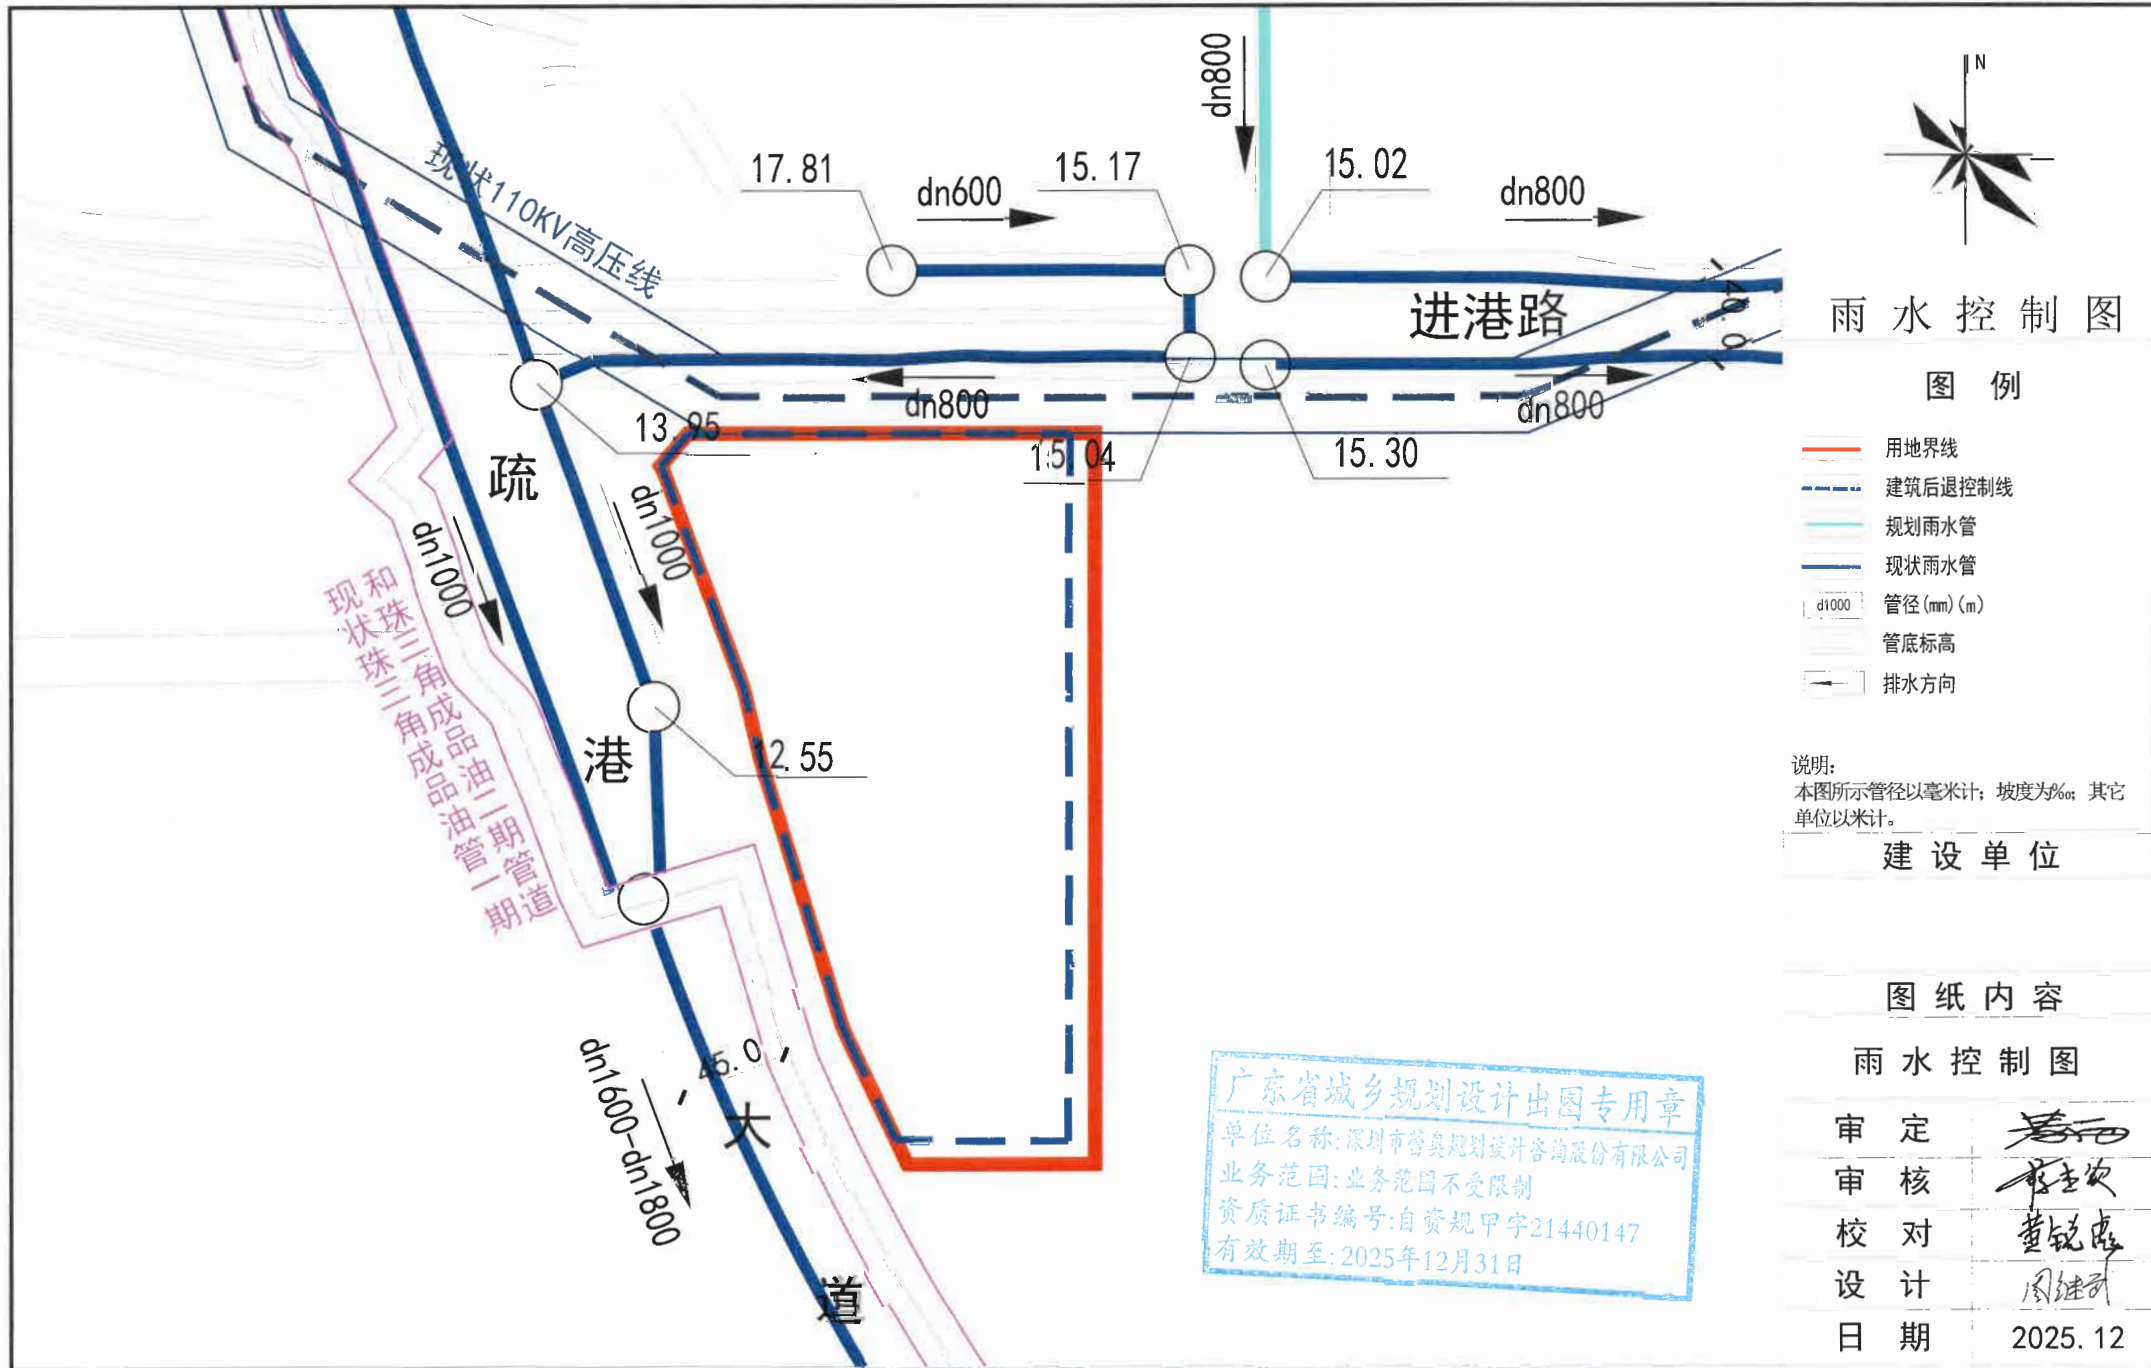 dn800
17.81
dn600
15.17
15.02
dn800
现状110KV高压线
进港路
40.0
dn800
dn800
13.95
15.04
15.30
疏
港
大
道
dn1000
dn1000
12.55
和珠三角成品油二期管道
现状珠三角成品油管一期
45.0
dn1600-dn1800
N
雨水控制图
图例
用地界线
建筑后退控制线
规划雨水管
现状雨水管
d1000 管径(mm)(m)
管底标高
排水方向
说明:
本图所示管径以毫米计; 坡度为‰; 其它
单位以米计。
建设单位
图纸内容
雨水控制图
审定
审核
校对
设计
日期 2025.12
广东省城乡规划设计出图专用章
单位名称:深圳市蕾奥规划设计咨询股份有限公司
业务范围:业务范围不受限制
资质证书编号:自资规甲字21440147
有效期至:2025年12月31日